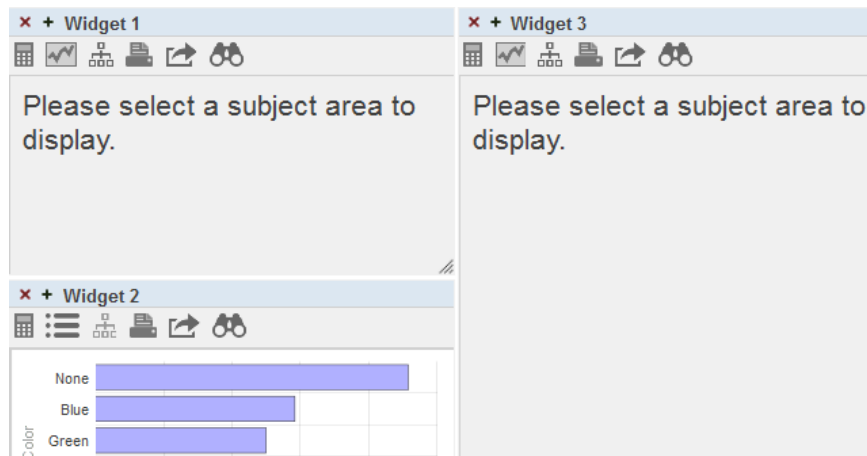 × + Widget 1
Please select a subject area to
display.
× + Widget 2
None
Blue
Green
Color
× + Widget 3
Please select a subject area to
display.